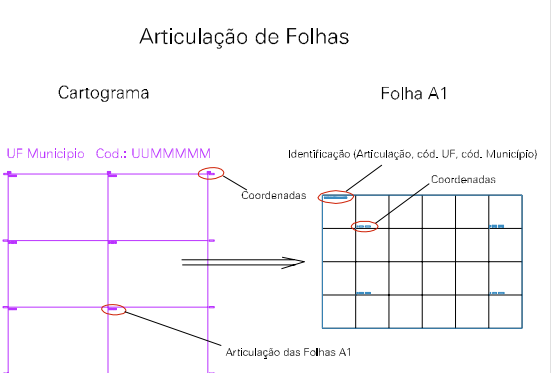 Articulação de Folhas
Cartograma
Folha A1
UF Municipio Cod.: UUMMMMM
Identificação (Articulação, cód. UF, cód. Município)
Coordenadas
Coordenadas
Articulação das Folhas A1